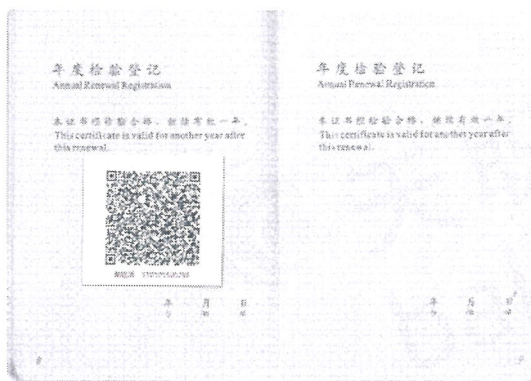 年度检验登记
Annual Renewal Registration
本证书经检验合格，继续有效一年。
This certificate is valid for another year after
this renewal.
年 月 日
年度检验登记
Annual Renewal Registration
本证书经检验合格，继续有效一年。
This certificate is valid for another year after
this renewal.
年 月 日